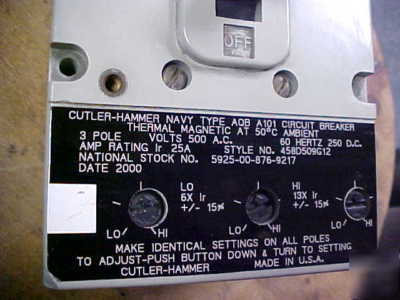 OFF
CUTLER-HAMMER NAVY TYPE AQB A101 CIRCUIT BREAKER
THERMAL MAGNETIC AT 50°C AMBIENT
3 POLE VOLTS 500 A.C. 60 HERTZ 250 D.C.
AMP RATING Ir 25A STYLE NO. 458D509G12
NATIONAL STOCK NO. 5925-00-876-9217
DATE 2000
LO HI
6X Ir 13X Ir
+/- 15% +/- 15%
LO HI LO HI LO HI
MAKE IDENTICAL SETTINGS ON ALL POLES
TO ADJUST-PUSH BUTTON DOWN & TURN TO SETTING
CUTLER-HAMMER MADE IN U.S.A.